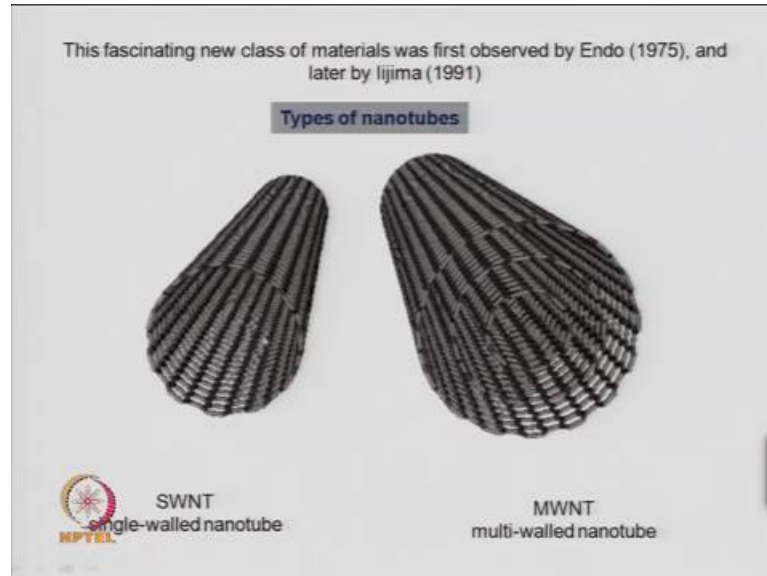 This fascinating new class of materials was first observed by Endo (1975), and
later by Iijima (1991)
Types of nanotubes
SWNT
single-walled nanotube
MWNT
multi-walled nanotube
NPTEL